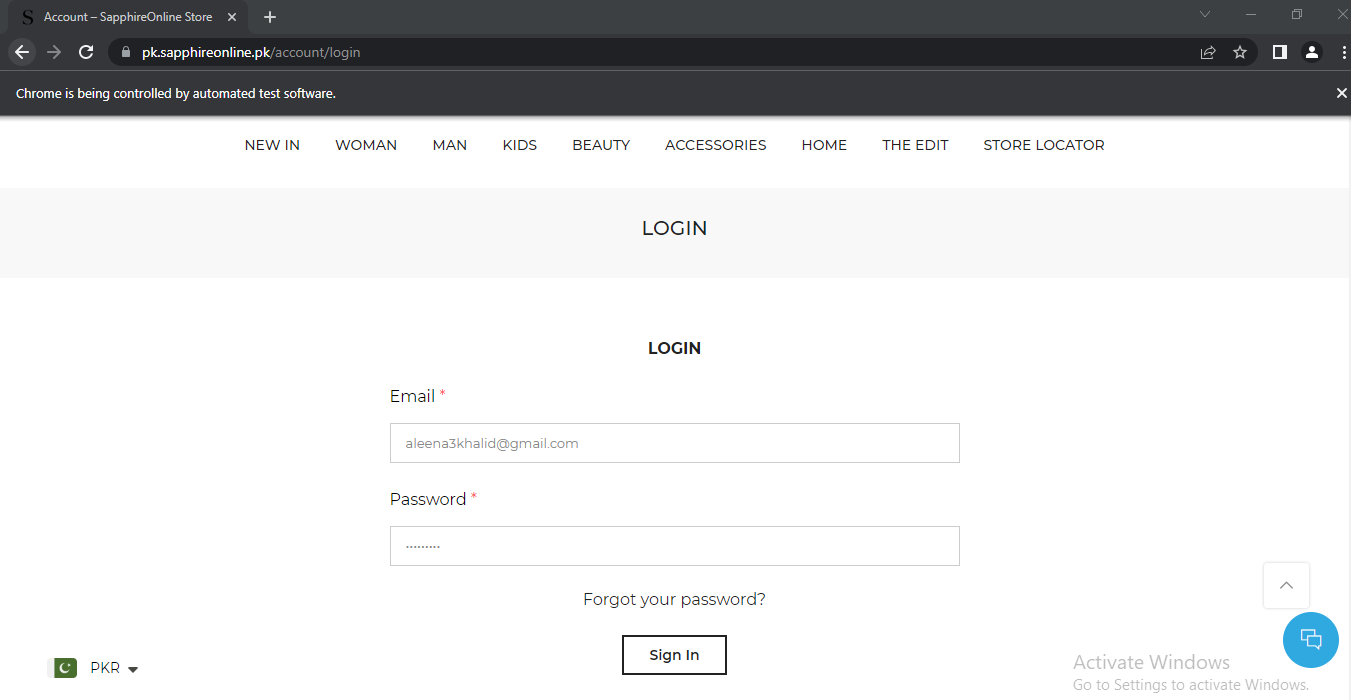 S Account – SapphireOnline Store
pk.sapphireonline.pk/account/login
Chrome is being controlled by automated test software.
NEW IN WOMAN MAN KIDS BEAUTY ACCESSORIES HOME THE EDIT STORE LOCATOR
LOGIN
LOGIN
Email *
aleena3khalid@gmail.com
Password *
·········
Forgot your password?
Sign In
PKR
Activate Windows
Go to Settings to activate Windows.